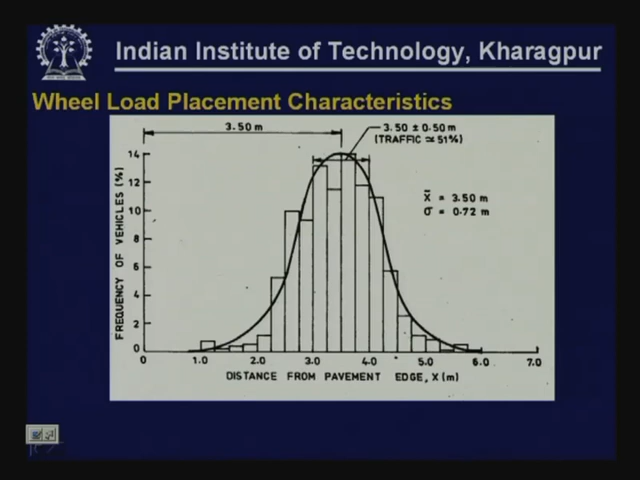 Indian Institute of Technology, Kharagpur
Wheel Load Placement Characteristics
3.50 m
3.50 ± 0.50 m
(TRAFFIC ≃ 51%)
X̄ = 3.50 m
σ = 0.72 m
FREQUENCY OF VEHICLES (%)
14
12
10
8
6
4
2
0
0 1.0 2.0 3.0 4.0 5.0 6.0 7.0
DISTANCE FROM PAVEMENT EDGE, X (m)